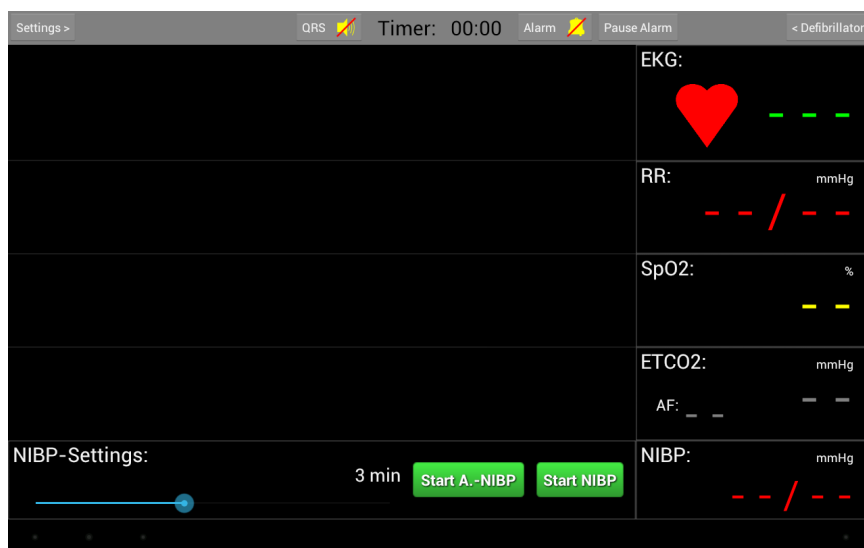 Settings >
QRS
Timer: 00:00
Alarm
Pause Alarm
< Defibrillator
EKG:
- - -
RR:
mmHg
- - / - -
SpO2:
%
- -
ETCO2:
mmHg
AF: _ _
- -
NIBP-Settings:
3 min
Start A.-NIBP
Start NIBP
NIBP:
mmHg
- - / - -